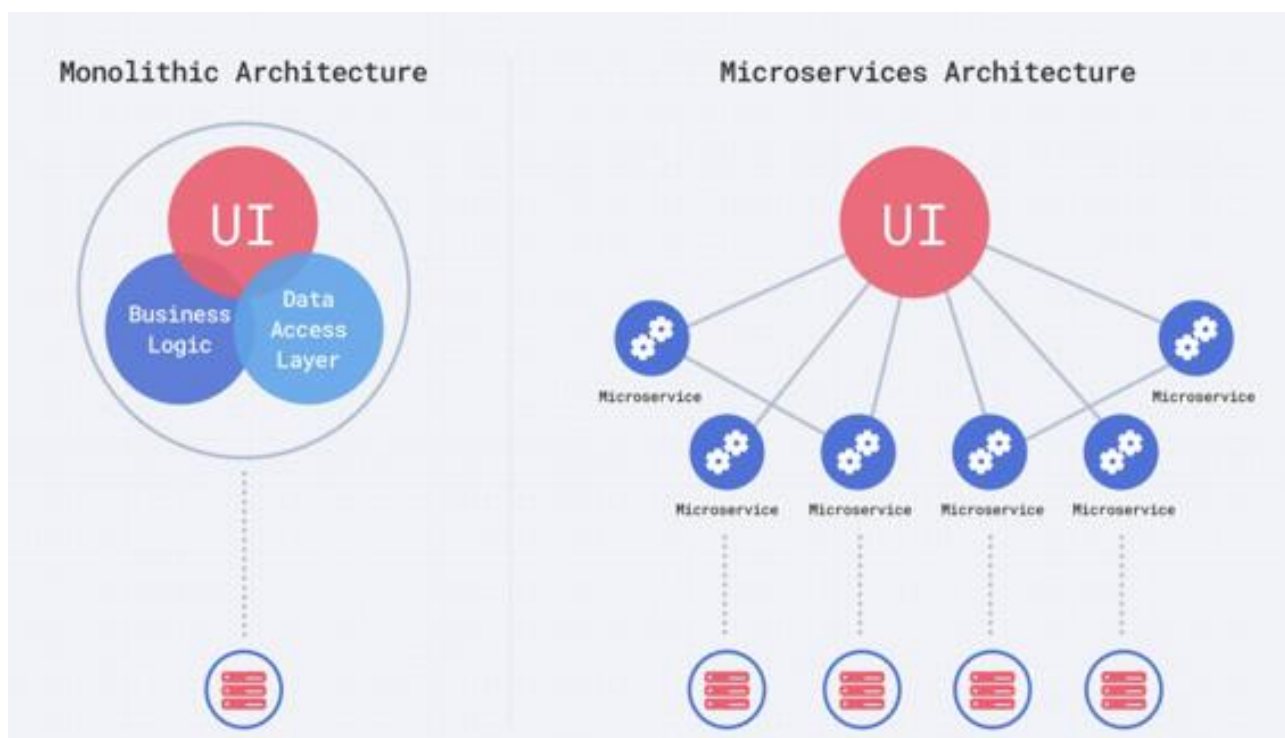 Monolithic Architecture
UI
Business
Logic
Data
Access
Layer
Microservices Architecture
UI
Microservice
Microservice
Microservice
Microservice
Microservice
Microservice